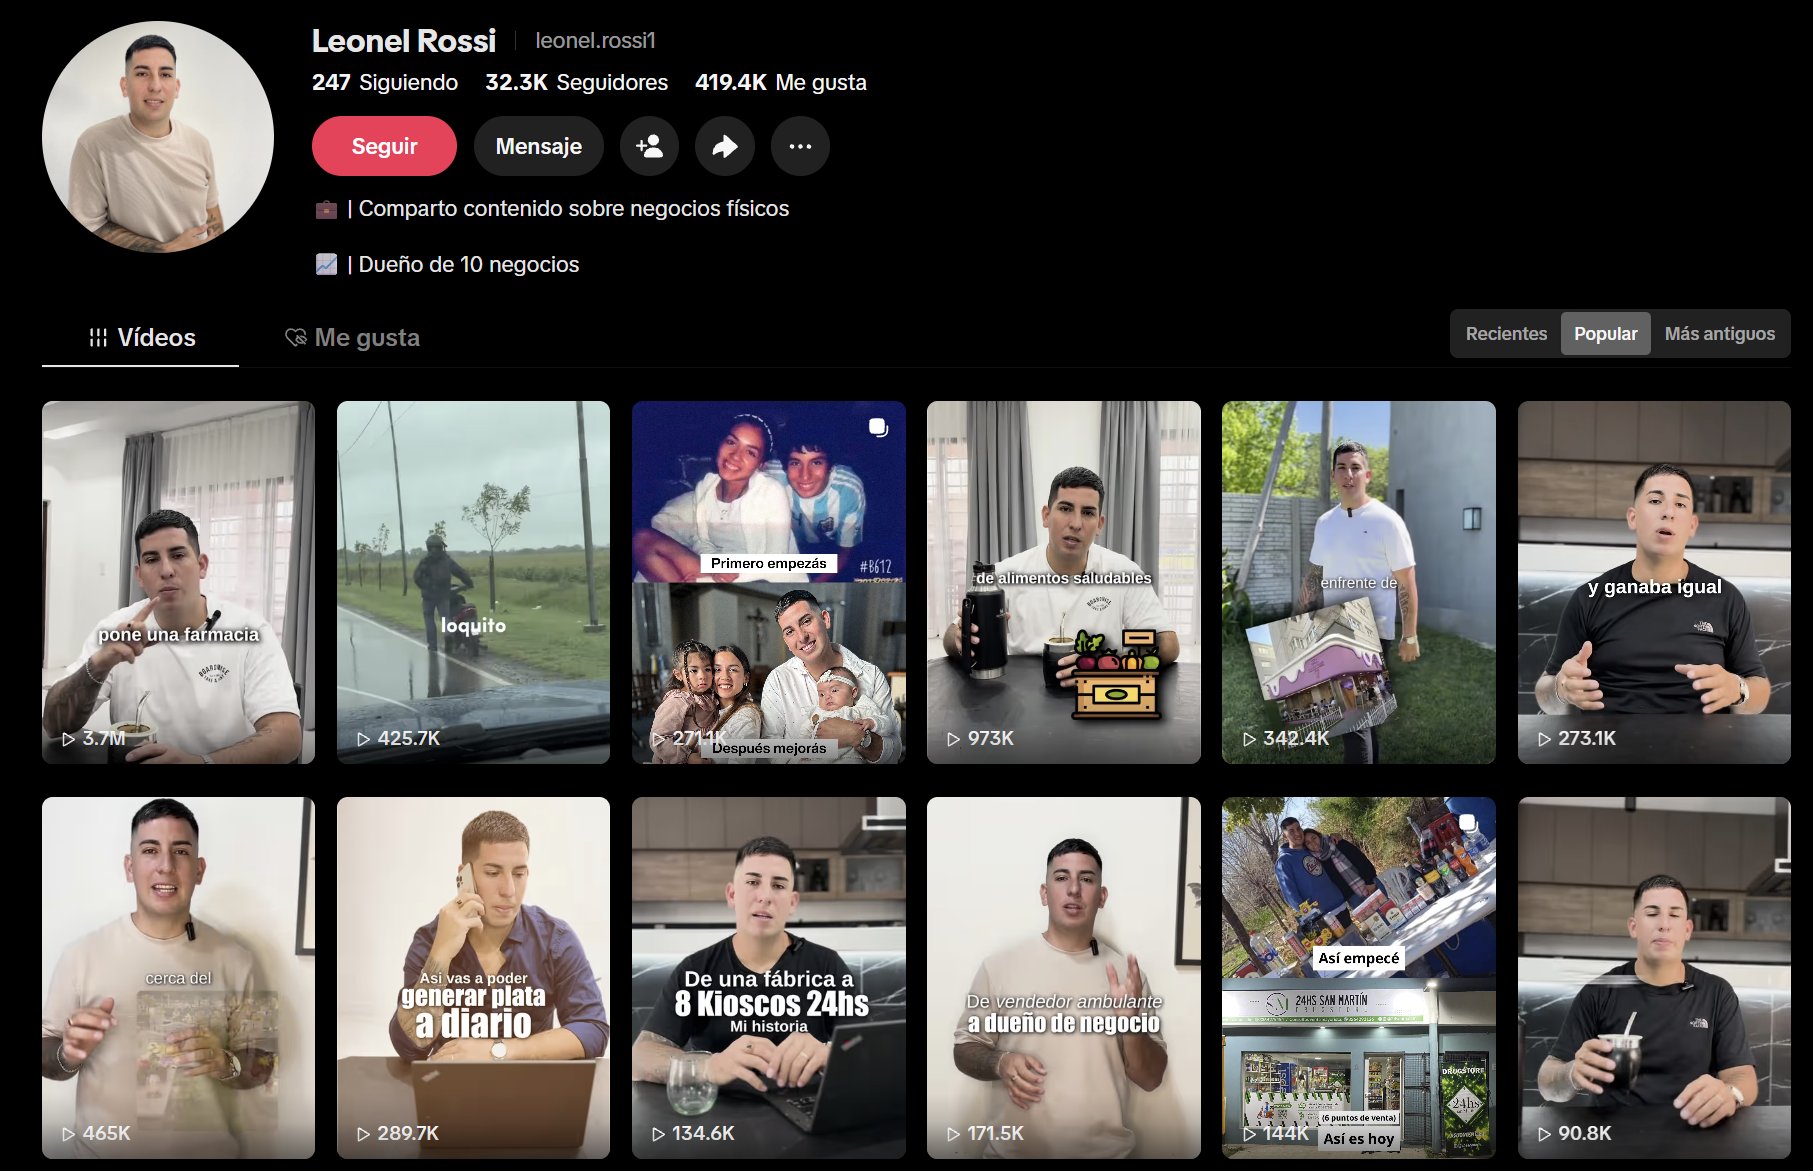 Leonel Rossi leonel.rossi1
247 Siguiendo 32.3K Seguidores 419.4K Me gusta
Seguir Mensaje
| Comparto contenido sobre negocios físicos
| Dueño de 10 negocios
Vídeos Me gusta
Recientes Popular Más antiguos
pone una farmacia
3.7M
loquito
425.7K
Primero empezás
#B612
271.1K
Después mejorás
de alimentos saludables
973K
enfrente de
342.4K
y ganaba igual
273.1K
cerca del
465K
Asi vas a poder
generar plata
a diario
289.7K
De una fábrica a
8 Kioscos 24hs
Mi historia
134.6K
De vendedor ambulante
a dueño de negocio
171.5K
Así empecé
24HS SAN MARTÍN
DRUGSTORE
24hs
(6 puntos de venta)
144K
Así es hoy
90.8K